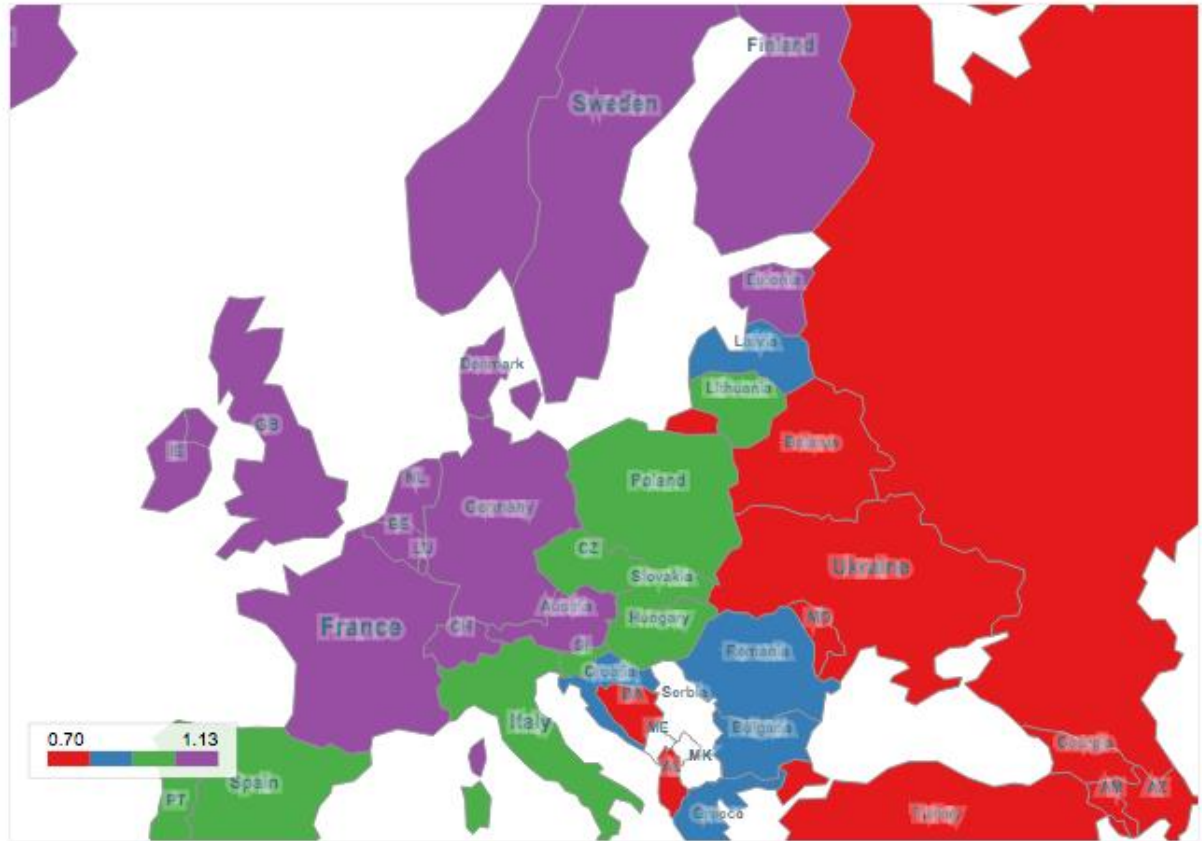 Finland
Sweden
Estonia
Latvia
Denmark
Lithuania
GB
IE
Belarus
NL
Poland
Germany
BE
LU
CZ
Ukraine
Slovakia
Austria
Hungary
France
CH
MD
SI
Romania
Croatia
BA
Serbia
Italy
ME
Bulgaria
0.70 1.13
Georgia
MK
AL
Spain
AM
AZ
PT
Greece
Turkey